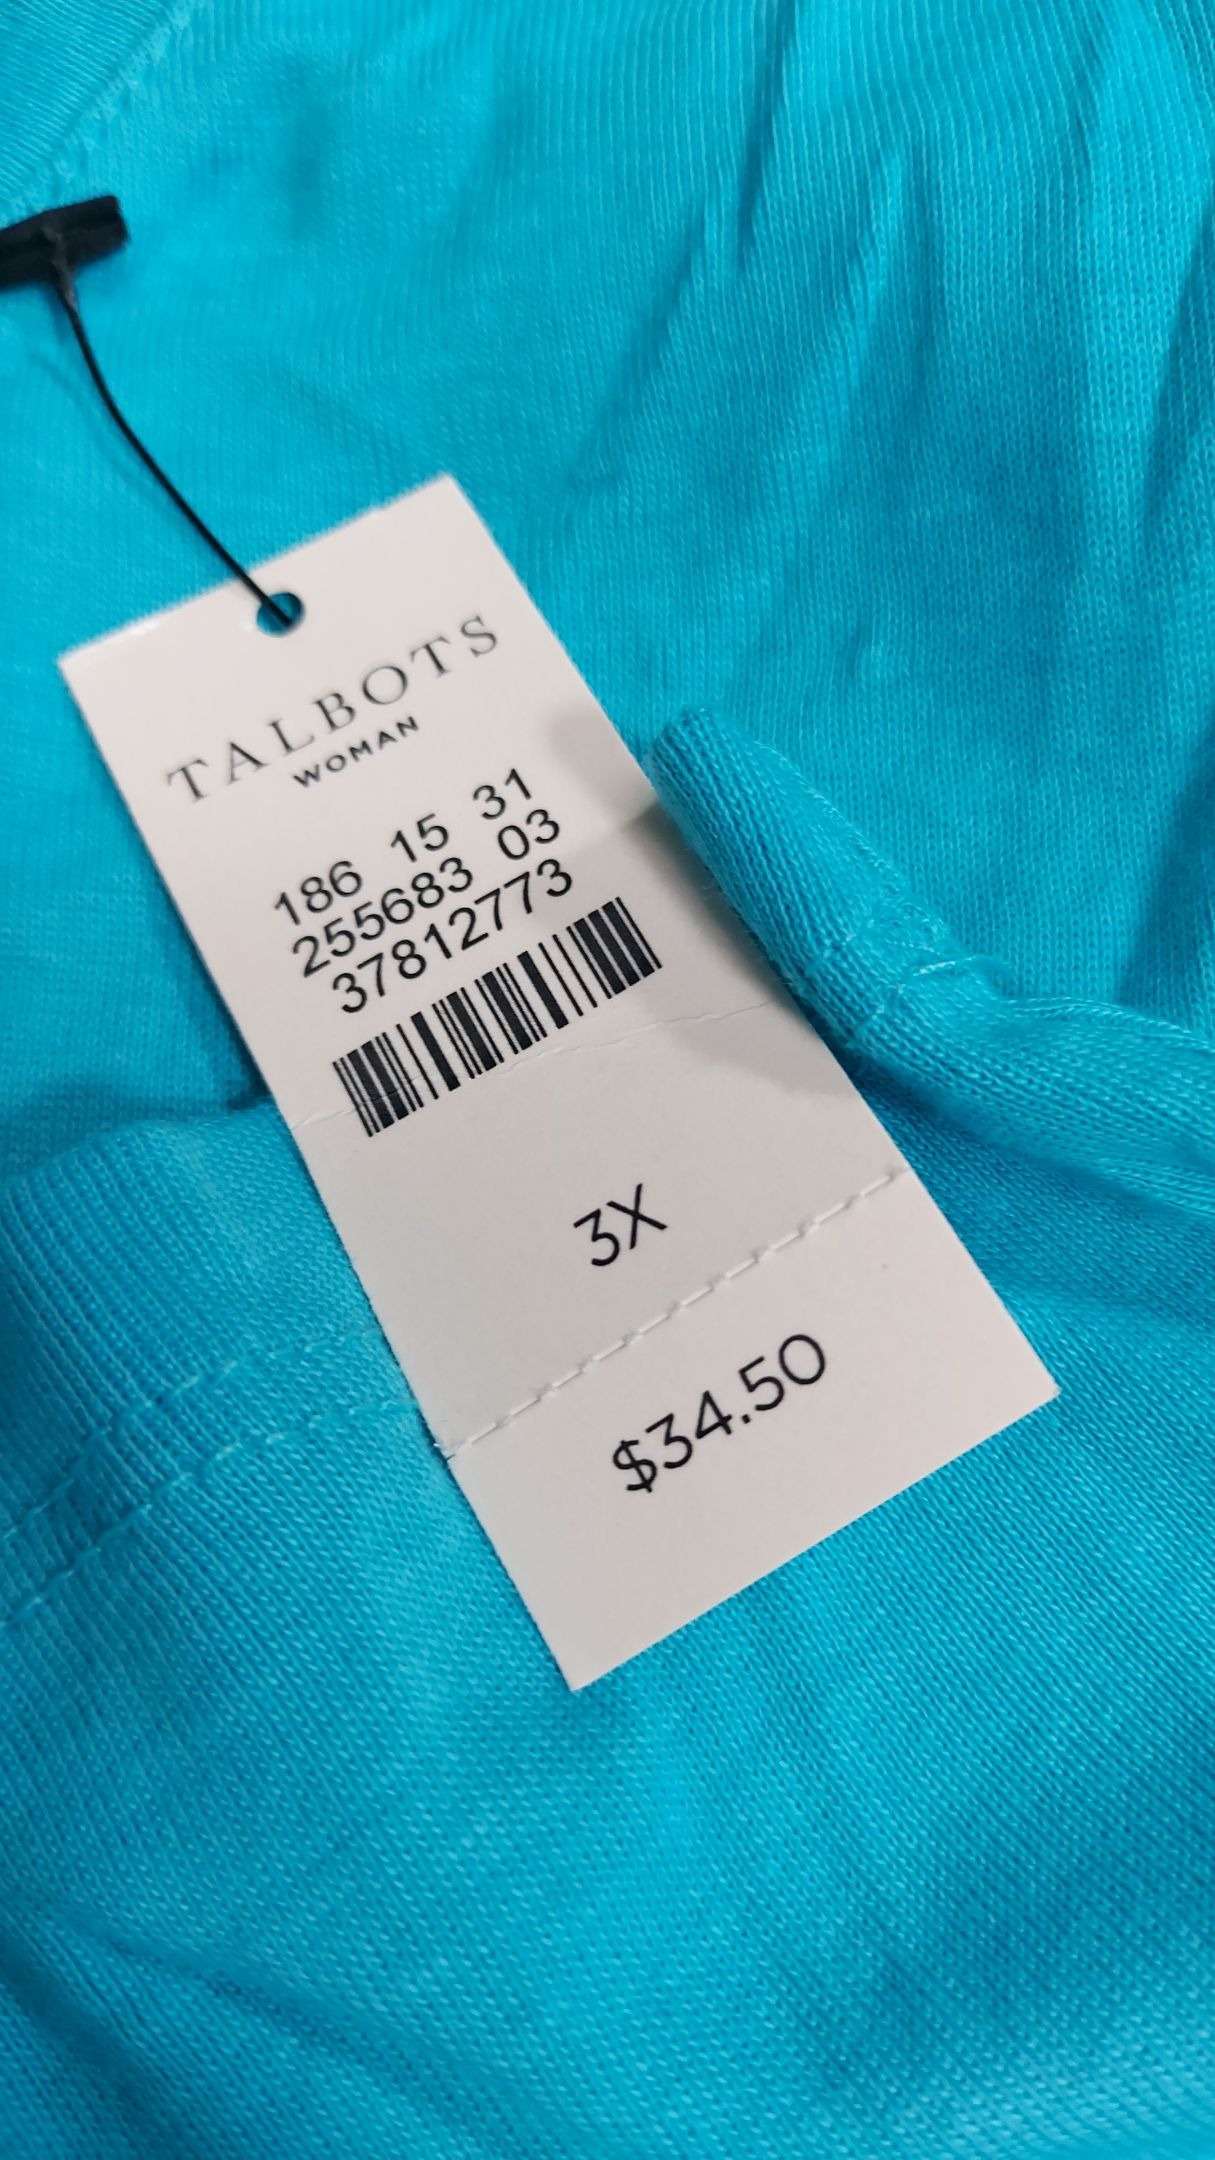 TALBOTS
WOMAN
186 15 31
255683 03
37812773
3X
$34.50